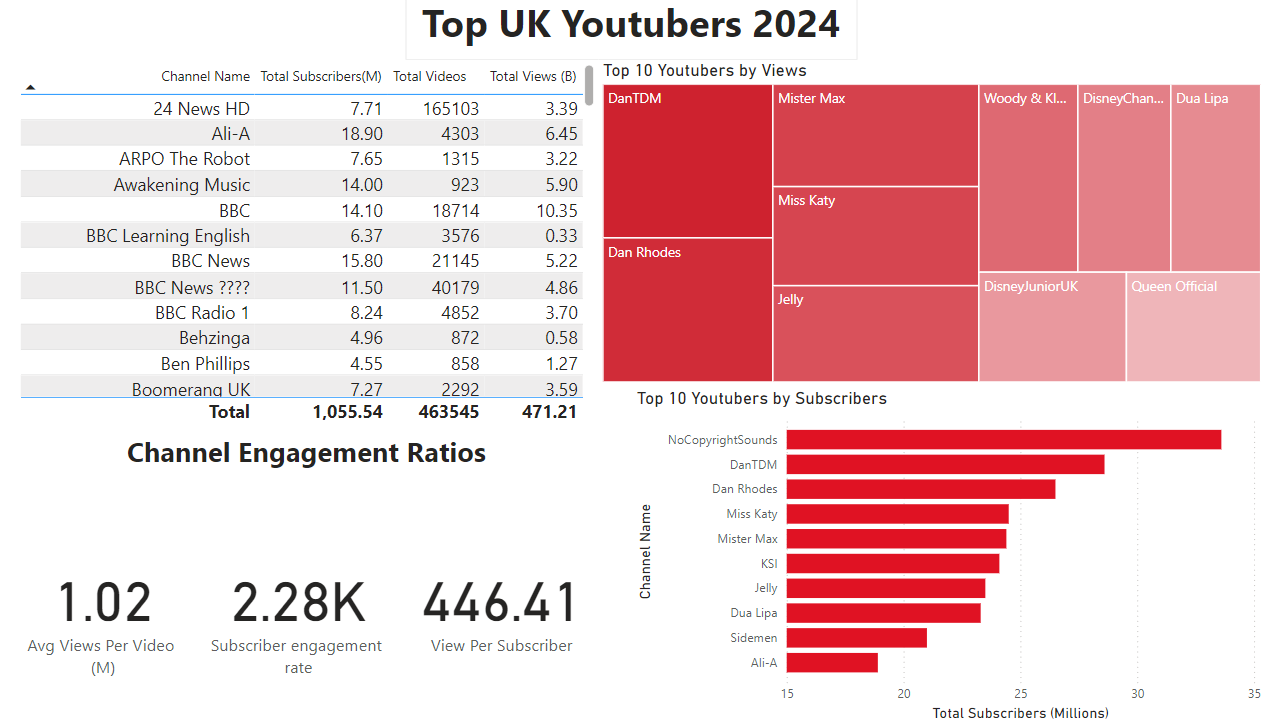 Top UK Youtubers 2024
Channel Name Total Subscribers(M) Total Videos Total Views (B)
24 News HD 7.71 165103 3.39
Ali-A 18.90 4303 6.45
ARPO The Robot 7.65 1315 3.22
Awakening Music 14.00 923 5.90
BBC 14.10 18714 10.35
BBC Learning English 6.37 3576 0.33
BBC News 15.80 21145 5.22
BBC News ???? 11.50 40179 4.86
BBC Radio 1 8.24 4852 3.70
Behzinga 4.96 872 0.58
Ben Phillips 4.55 858 1.27
Boomerang UK 7.27 2292 3.59
Total 1,055.54 463545 471.21
Top 10 Youtubers by Views
DanTDM
Mister Max
Woody & Kl...
DisneyChan...
Dua Lipa
Miss Katy
Dan Rhodes
DisneyJuniorUK
Queen Official
Jelly
Channel Engagement Ratios
1.02
Avg Views Per Video
(M)
2.28K
Subscriber engagement
rate
446.41
View Per Subscriber
Top 10 Youtubers by Subscribers
Channel Name
NoCopyrightSounds
DanTDM
Dan Rhodes
Miss Katy
Mister Max
KSI
Jelly
Dua Lipa
Sidemen
Ali-A
15 20 25 30 35
Total Subscribers (Millions)